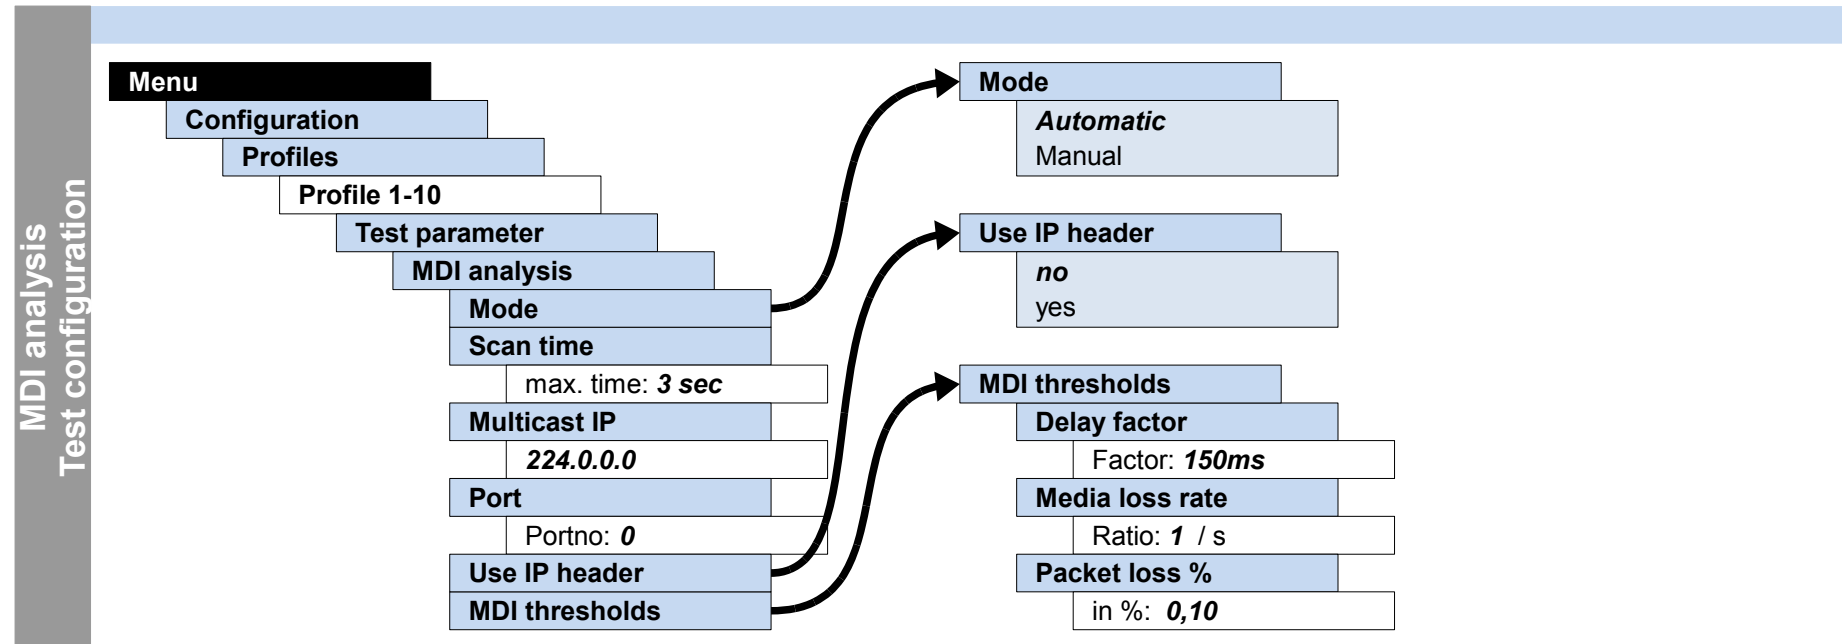 MDI analysis
Test configuration
Menu
Configuration
Profiles
Profile 1-10
Test parameter
MDI analysis
Mode
Scan time
max. time: 3 sec
Multicast IP
224.0.0.0
Port
Portno: 0
Use IP header
MDI thresholds
Mode
Automatic
Manual
Use IP header
no
yes
MDI thresholds
Delay factor
Factor: 150ms
Media loss rate
Ratio: 1 / s
Packet loss %
in %: 0,10